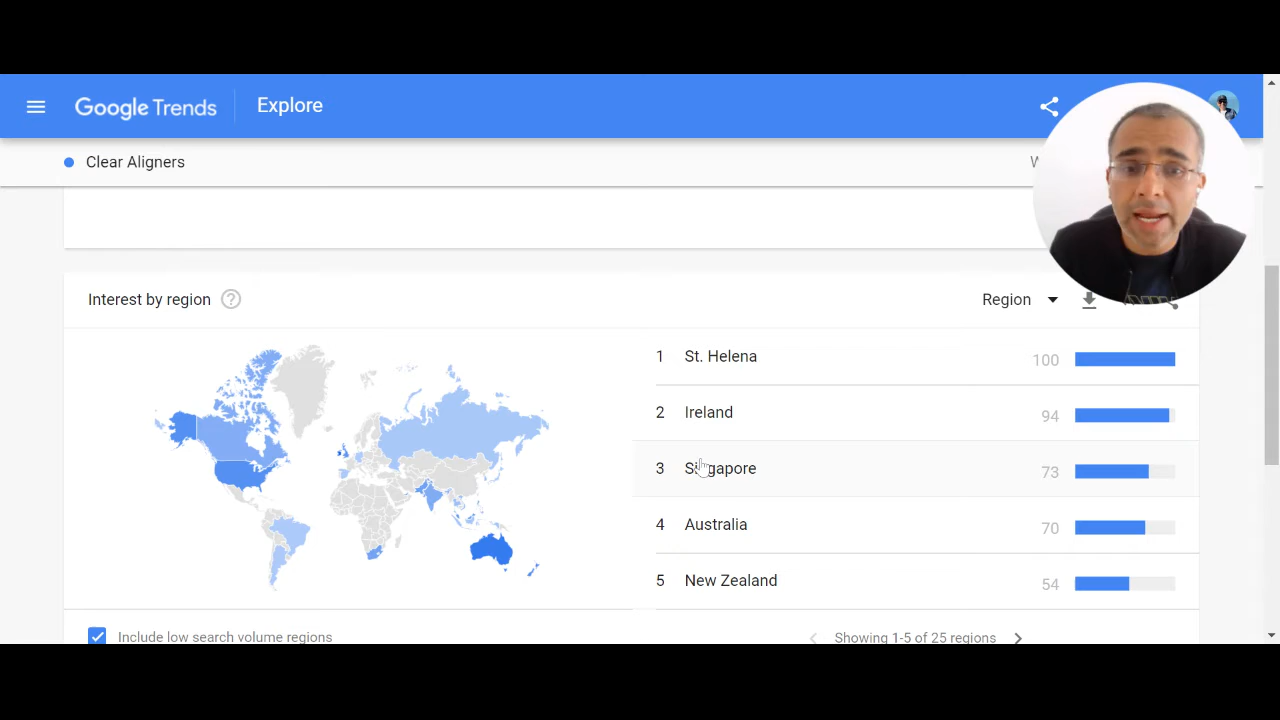 Google Trends
Explore
Clear Aligners
Interest by region
Region
1 St. Helena 100
2 Ireland 94
3 Singapore 73
4 Australia 70
5 New Zealand 54
Include low search volume regions
Showing 1-5 of 25 regions